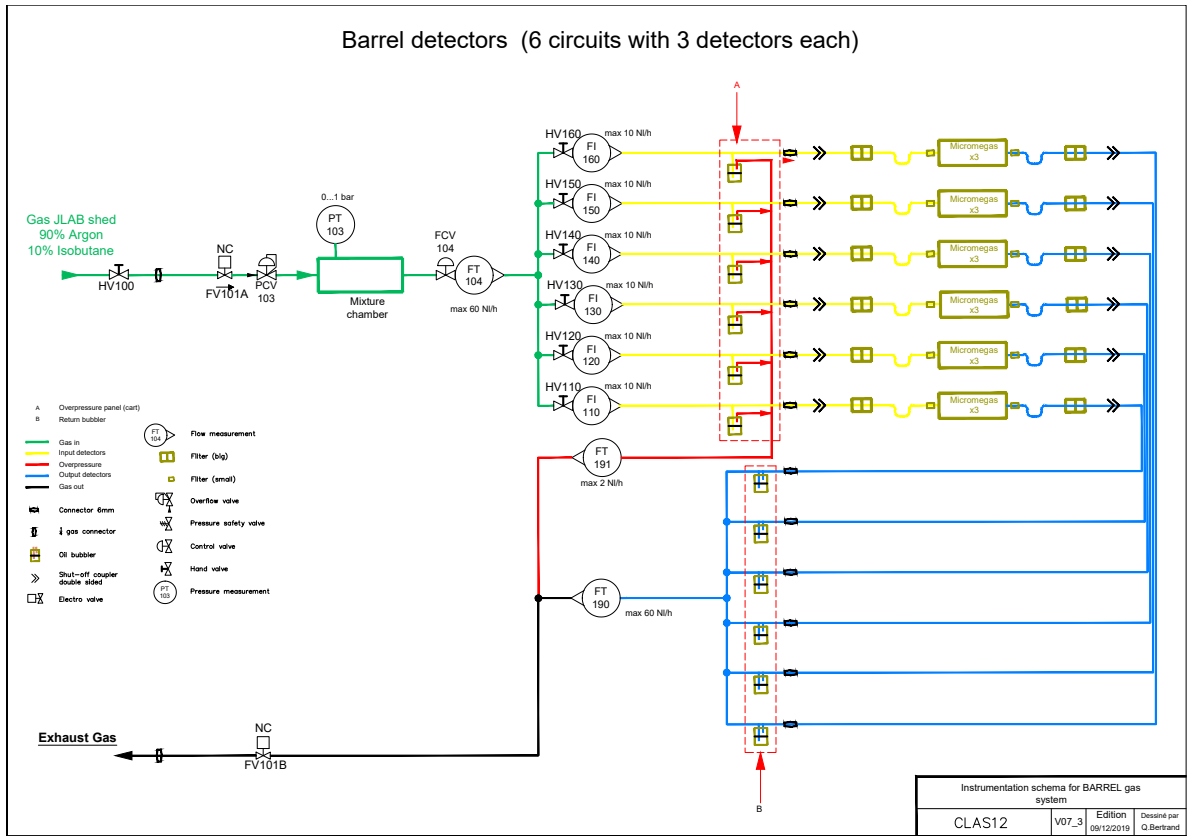 Barrel detectors  (6 circuits with 3 detectors each)
A
HV160
FI
160
max 10 Nl/h
Micromegas
x3
HV150
FI
150
max 10 Nl/h
Micromegas
x3
HV140
FI
140
max 10 Nl/h
Micromegas
x3
HV130
FI
130
max 10 Nl/h
Micromegas
x3
HV120
FI
120
max 10 Nl/h
Micromegas
x3
HV110
FI
110
max 10 Nl/h
Micromegas
x3
Gas JLAB shed
90% Argon
10% Isobutane
HV100
NC
FV101A
PCV
103
0...1 bar
PT
103
Mixture
chamber
FCV
104
FT
104
max 60 Nl/h
A Overpressure panel (cart)
B Return bubbler
Gas in
Input detectors
Overpressure
Output detectors
Gas out
Connector 6mm
¼ gas connector
Oil bubbler
Shut-off coupler
double sided
Electro valve
FT
104
Flow measurement
Filter (big)
Filter (small)
Overflow valve
Pressure safety valve
Control valve
Hand valve
PT
103
Pressure measurement
FT
191
max 2 Nl/h
FT
190
max 60 Nl/h
Exhaust Gas
NC
FV101B
B
Instrumentation schema for BARREL gas
system
CLAS12
V07_3
Edition
09/12/2019
Dessiné par
Q.Bertrand